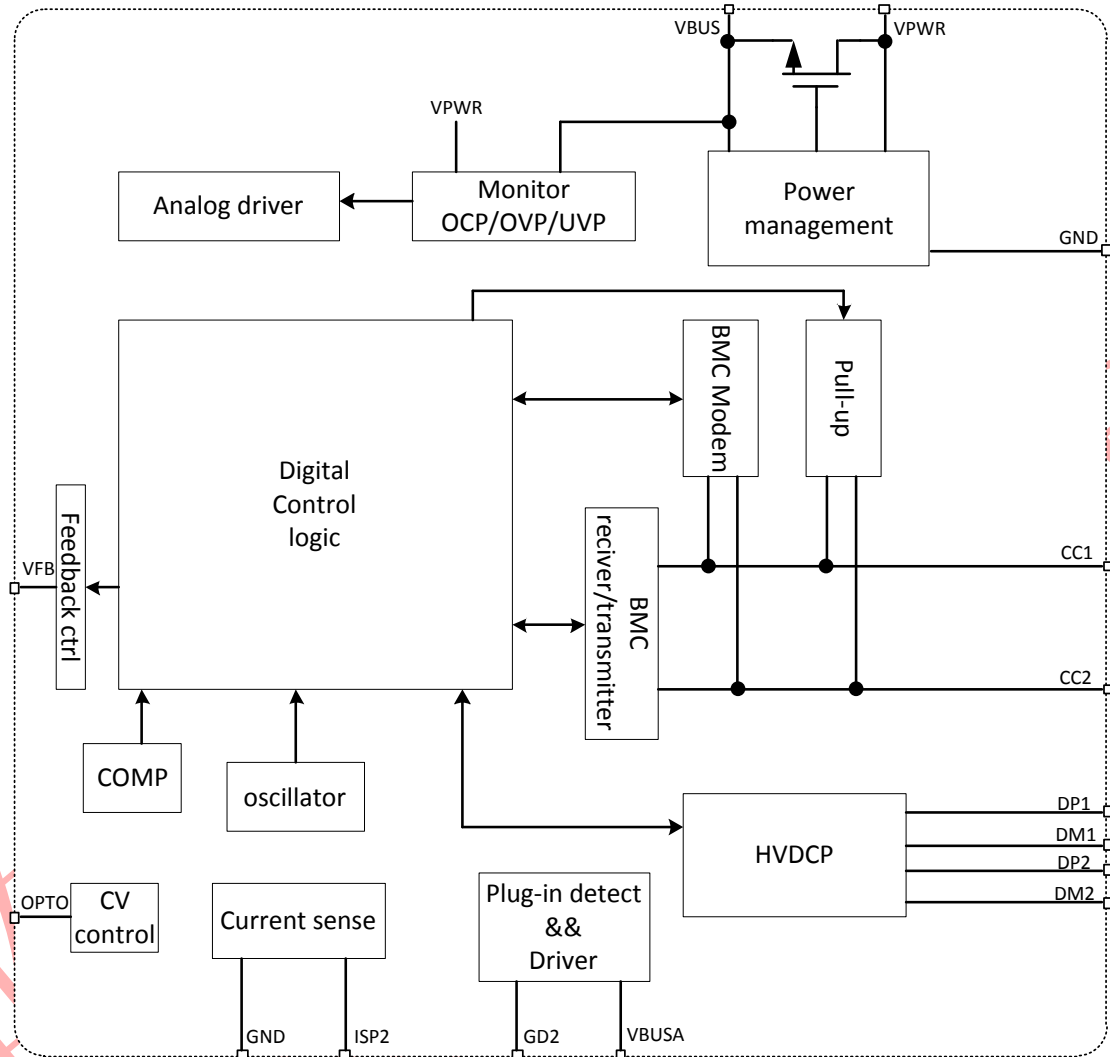 VBUS
VPWR
VPWR
Analog driver
Monitor
OCP/OVP/UVP
Power
management
GND
BMC Modem
Pull-up
Digital
Control
logic
Feedback ctrl
VFB
BMC
reciver/transmitter
CC1
CC2
COMP
oscillator
HVDCP
DP1
DM1
DP2
DM2
OPTO
CV
control
Current sense
Plug-in detect
&&
Driver
GND
ISP2
GD2
VBUSA